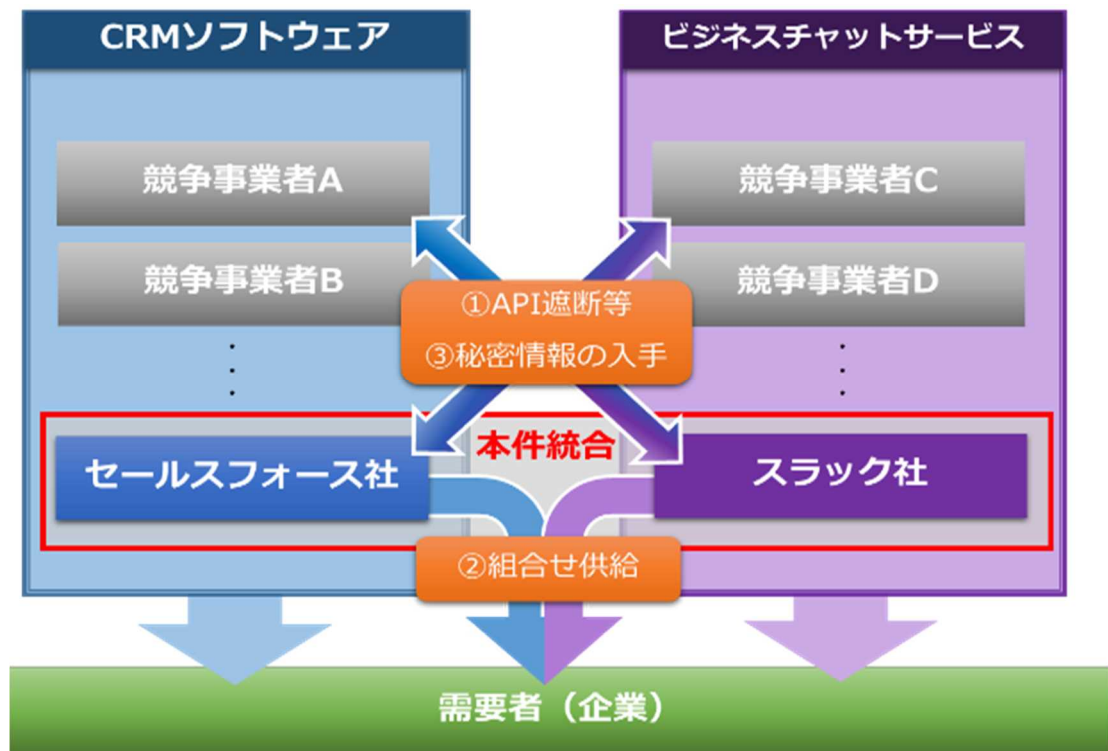 CRMソフトウェア
ビジネスチャットサービス
競争事業者A
競争事業者C
競争事業者B
競争事業者D
①API遮断等
③秘密情報の入手
本件統合
セールスフォース社
スラック社
②組合せ供給
需要者（企業）